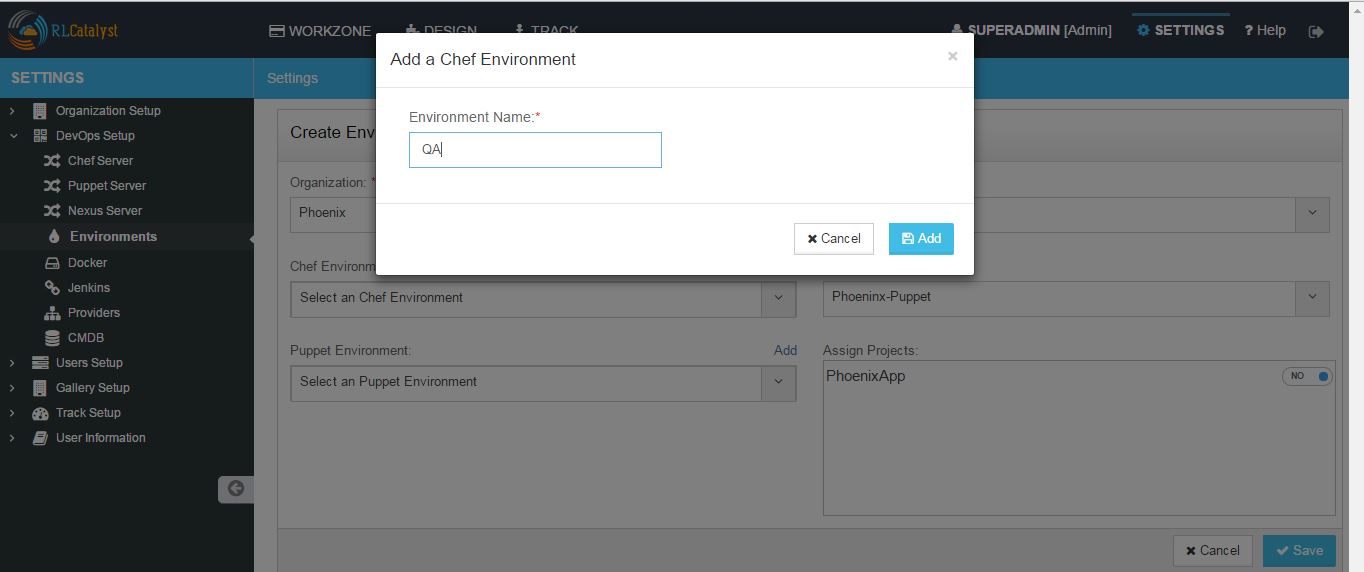 RLCatalyst
WORKZONE
DESIGN
TRACK
SUPERADMIN [Admin]
SETTINGS
? Help
SETTINGS
Settings
Organization Setup
DevOps Setup
Chef Server
Puppet Server
Nexus Server
Environments
Docker
Jenkins
Providers
CMDB
Users Setup
Gallery Setup
Track Setup
User Information
Add a Chef Environment
×
Environment Name:*
QA
Cancel
Add
Create Env
Organization: *
Phoenix
Chef Environm
Select an Chef Environment
Phoeninx-Puppet
Puppet Environment:
Add
Select an Puppet Environment
Assign Projects:
PhoenixApp
NO
Cancel
Save